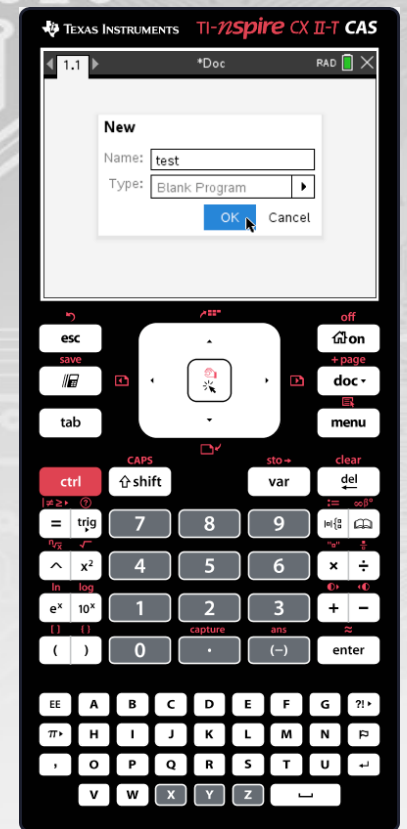 TEXAS INSTRUMENTS TI-nspire CX II-T CAS
1.1 *Doc RAD
New
Name: test
Type: Blank Program
OK Cancel
off
esc on
save + page
doc
tab menu
CAPS sto→ clear
ctrl shift var del
|≠≥▸ ? := ∞β°
= trig 7 8 9
ⁿ√x √ "◦"
^ x² 4 5 6 × ÷
ln log
eˣ 10ˣ 1 2 3 + −
[ ] { } capture ans ≈
( ) 0 . (−) enter
EE A B C D E F G ?!▸
π▸ H I J K L M N
, O P Q R S T U ↵
V W X Y Z